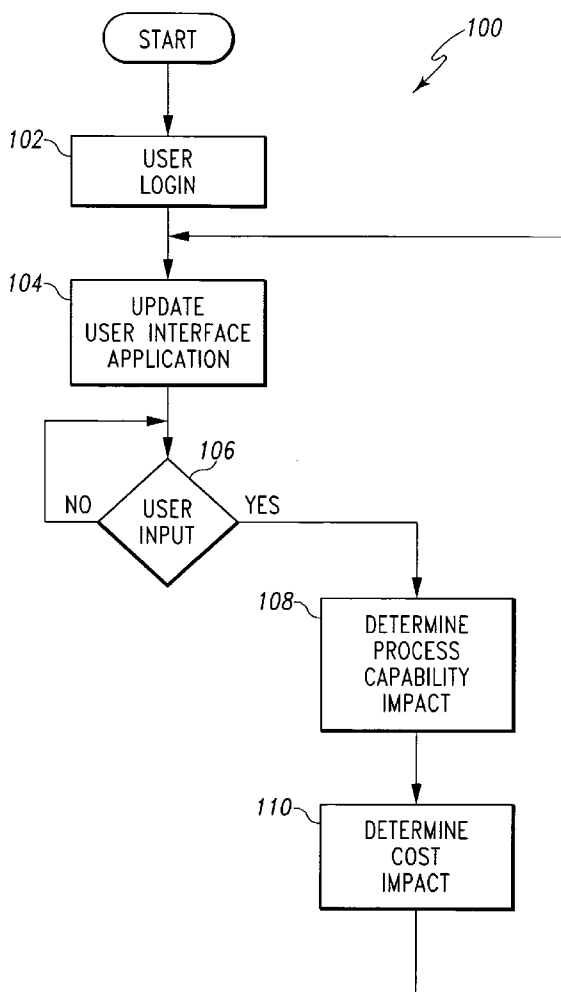 START
100
102
USER
LOGIN
104
UPDATE
USER INTERFACE
APPLICATION
106
NO
USER
INPUT
YES
108
DETERMINE
PROCESS
CAPABILITY
IMPACT
110
DETERMINE
COST
IMPACT